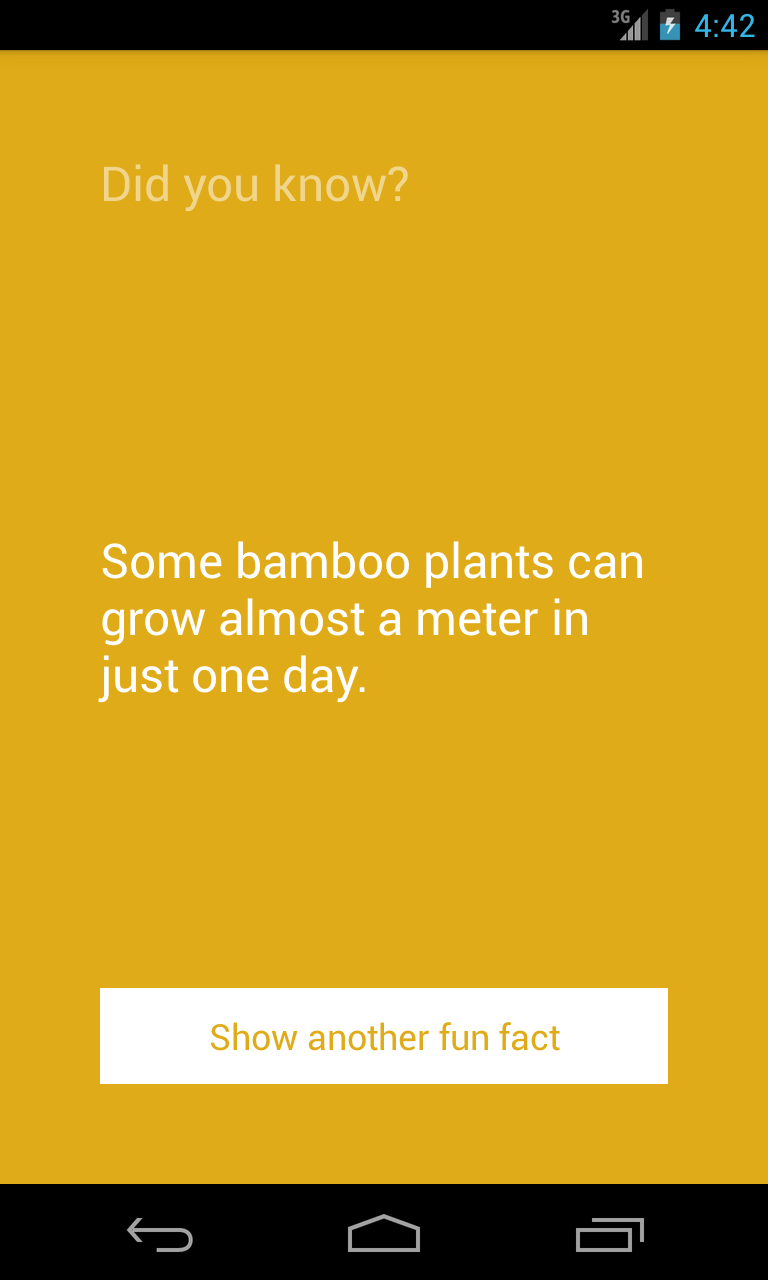 3G 4:42
Did you know?
Some bamboo plants can
grow almost a meter in
just one day.
Show another fun fact